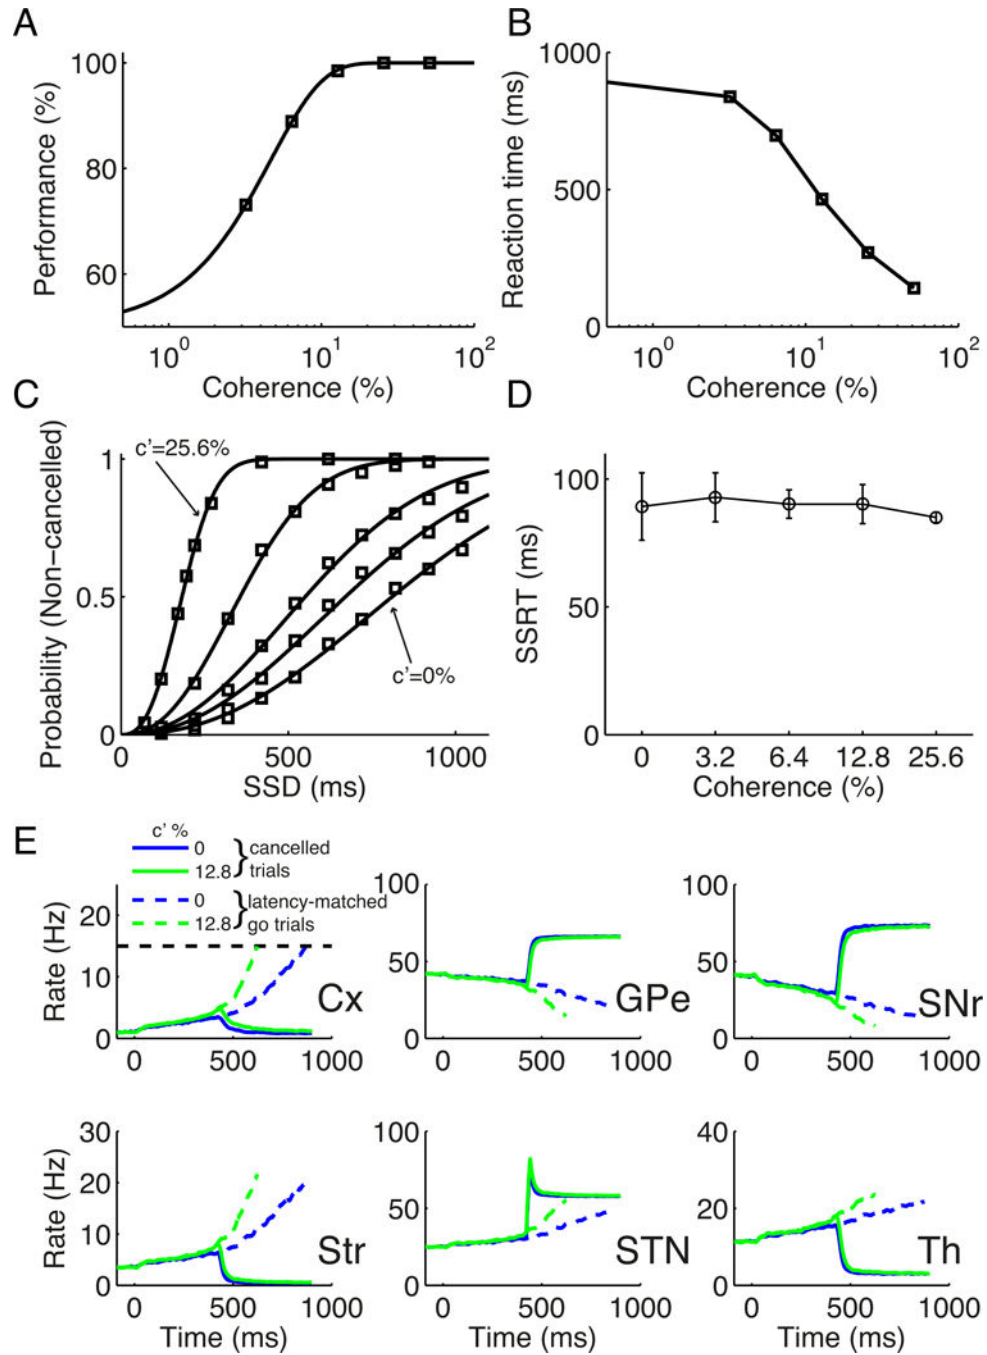 A
B
100
80
60
Performance (%)
10^0
10^1
10^2
Coherence (%)
1000
500
0
Reaction time (ms)
10^0
10^1
10^2
Coherence (%)
C
D
c'=25.6%
1
0.5
0
Probability (Non−cancelled)
c'=0%
0
500
1000
SSD (ms)
100
50
0
SSRT (ms)
0
3.2
6.4
12.8
25.6
Coherence (%)
E
c' %
0
12.8
cancelled
trials
0
12.8
latency−matched
go trials
20
15
10
5
0
Rate (Hz)
Cx
0
500
1000
100
50
0
GPe
0
500
1000
100
50
0
SNr
0
500
1000
30
20
10
0
Rate (Hz)
Str
0
500
1000
Time (ms)
100
50
0
STN
0
500
1000
Time (ms)
40
20
0
Th
0
500
1000
Time (ms)